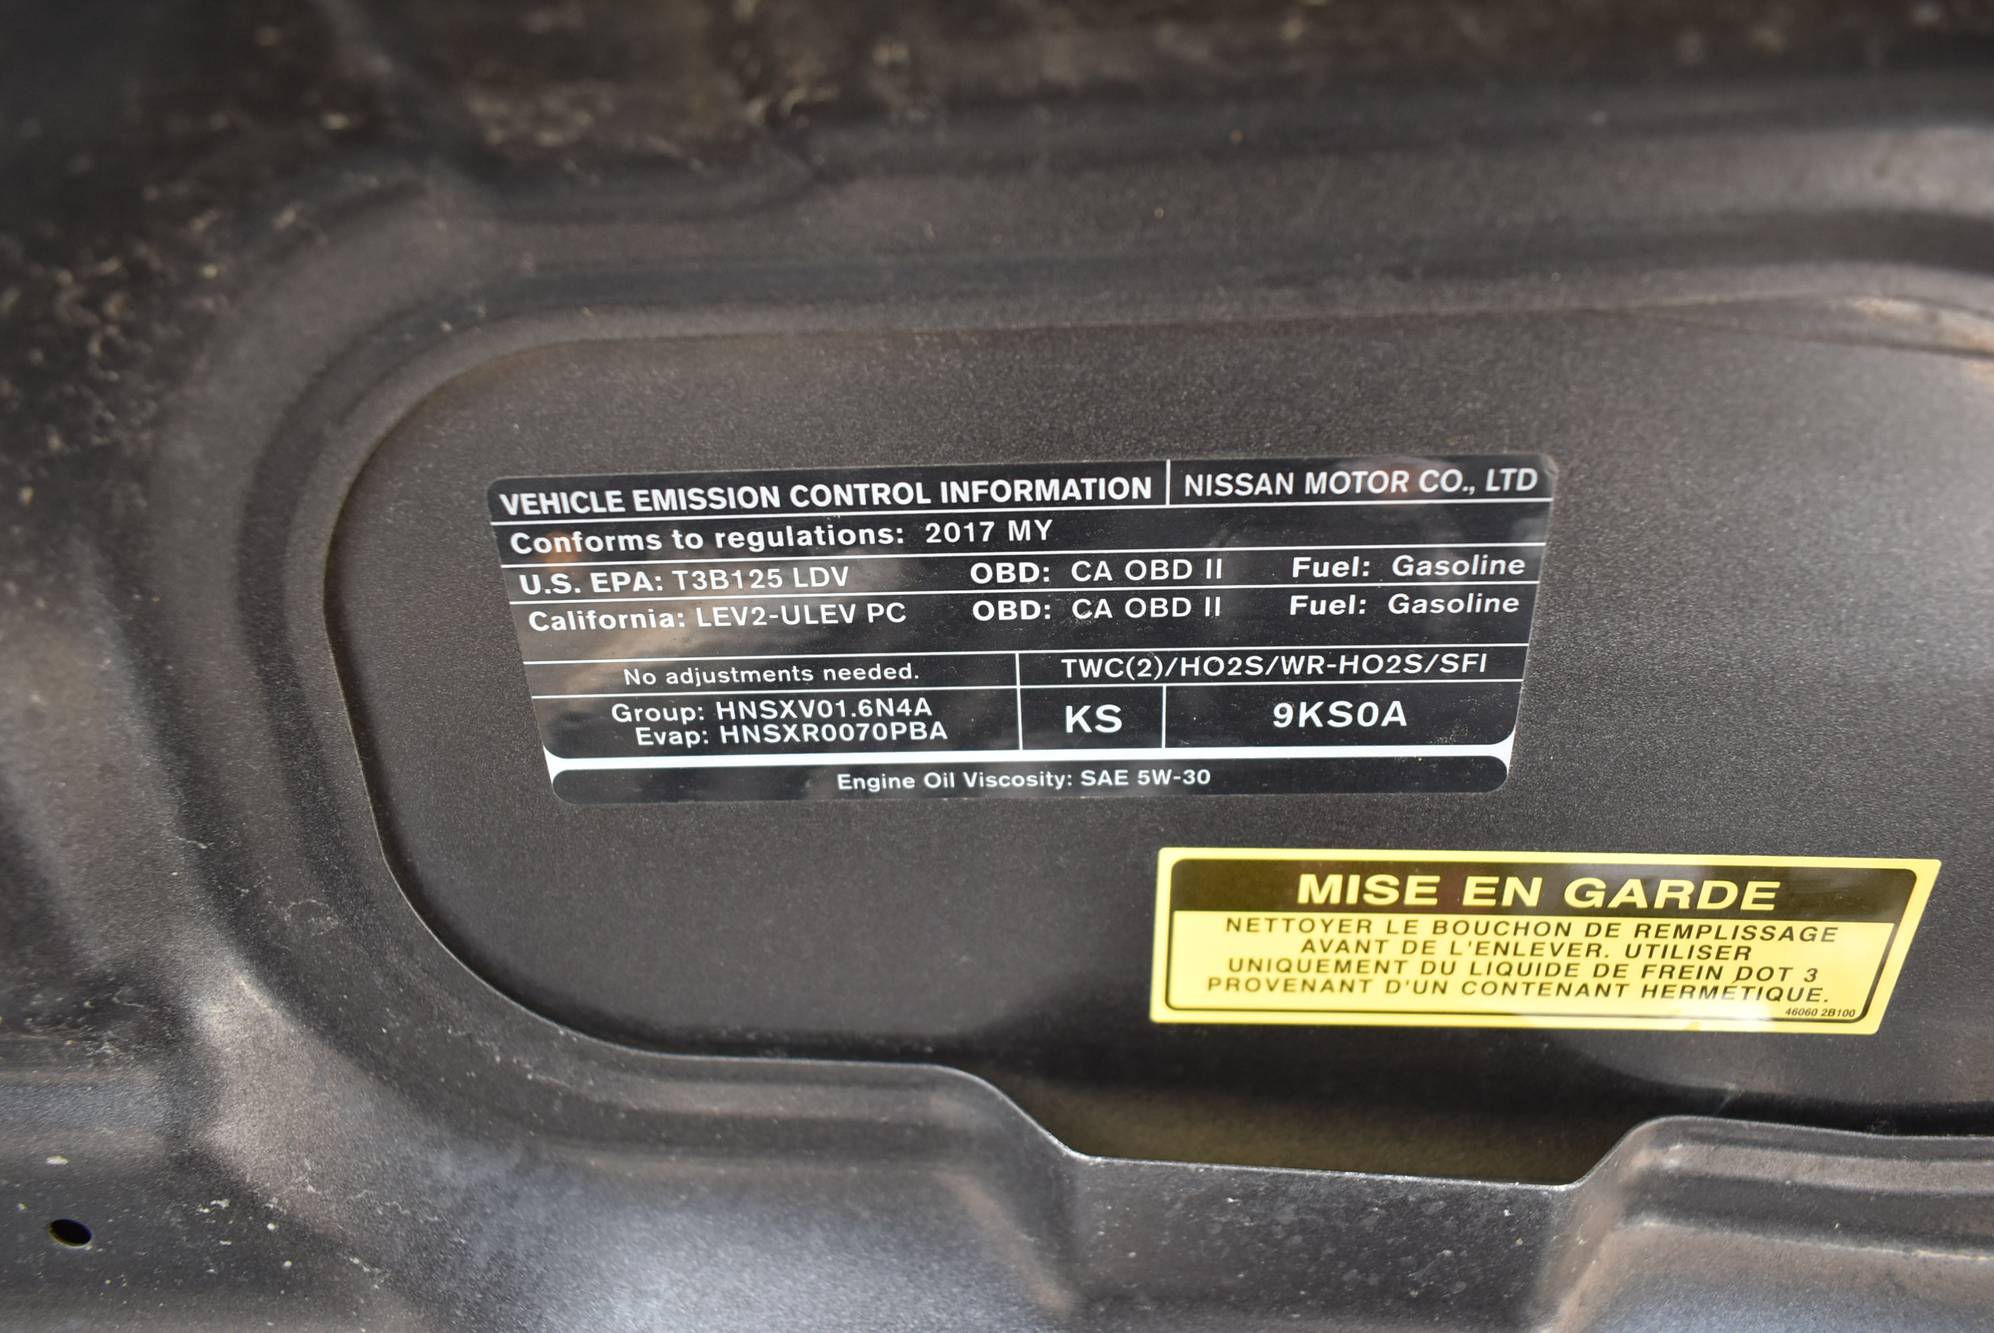 VEHICLE EMISSION CONTROL INFORMATION NISSAN MOTOR CO., LTD
Conforms to regulations: 2017 MY
U.S. EPA: T3B125 LDV OBD: CA OBD II Fuel: Gasoline
California: LEV2-ULEV PC OBD: CA OBD II Fuel: Gasoline
No adjustments needed. TWC(2)/HO2S/WR-HO2S/SFI
Group: HNSXV01.6N4A
Evap: HNSXR0070PBA
KS 9KS0A
Engine Oil Viscosity: SAE 5W-30
MISE EN GARDE
NETTOYER LE BOUCHON DE REMPLISSAGE
AVANT DE L'ENLEVER. UTILISER
UNIQUEMENT DU LIQUIDE DE FREIN DOT 3
PROVENANT D'UN CONTENANT HERMÉTIQUE.
46060 2B100